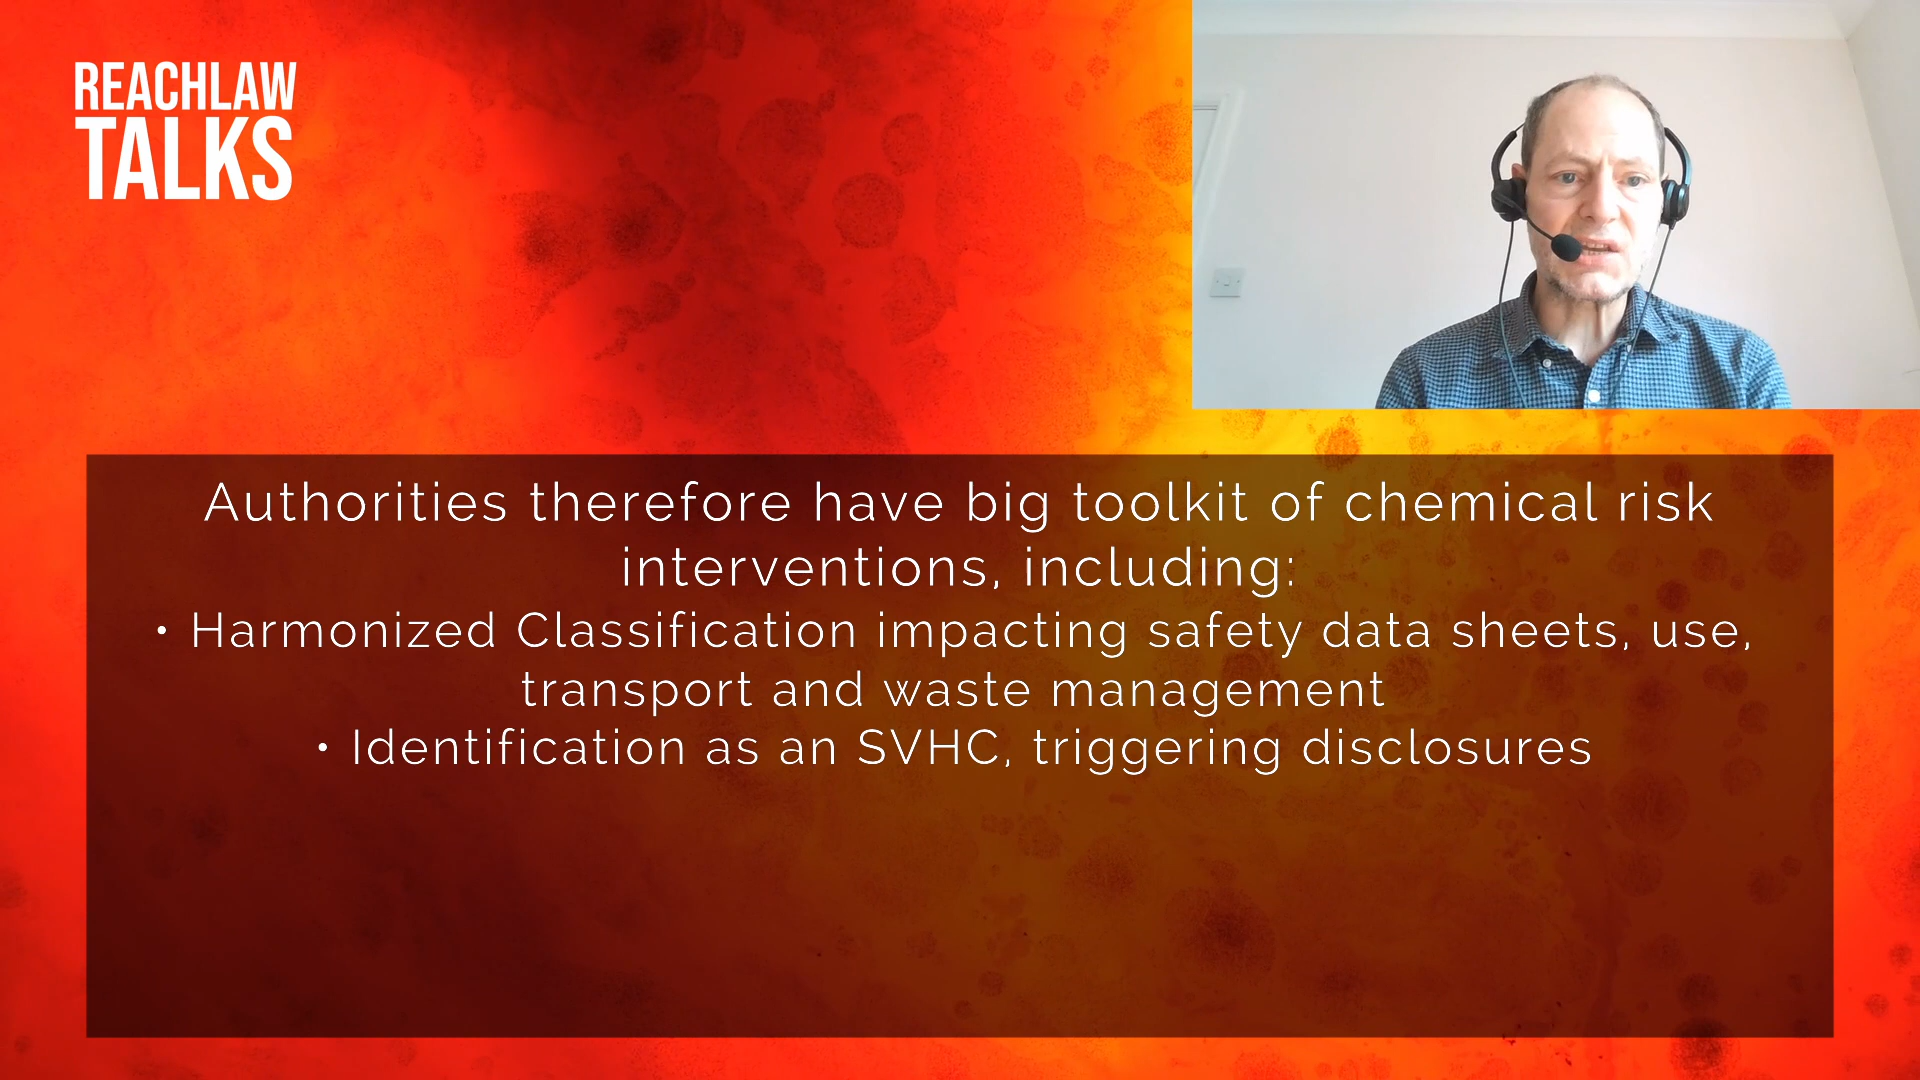 REACHLAW
TALKS
Authorities therefore have big toolkit of chemical risk
interventions, including:
• Harmonized Classification impacting safety data sheets, use,
transport and waste management
• Identification as an SVHC, triggering disclosures